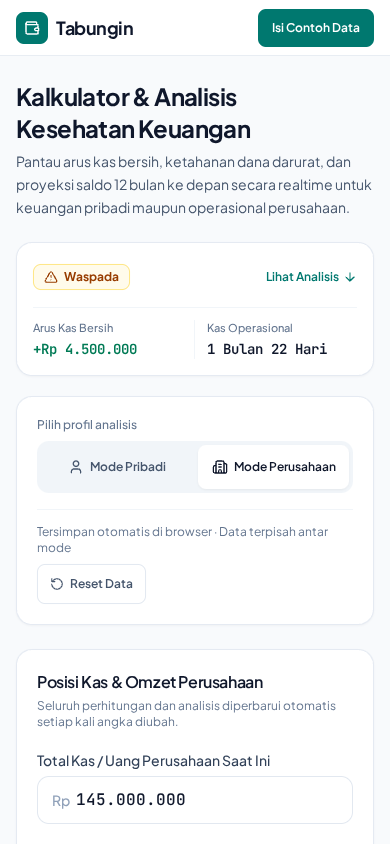 Tabungin
Isi Contoh Data
Kalkulator & Analisis
Kesehatan Keuangan
Pantau arus kas bersih, ketahanan dana darurat, dan
proyeksi saldo 12 bulan ke depan secara realtime untuk
keuangan pribadi maupun operasional perusahaan.
Waspada
Lihat Analisis ↓
Arus Kas Bersih
+Rp 4.500.000
Kas Operasional
1 Bulan 22 Hari
Pilih profil analisis
Mode Pribadi
Mode Perusahaan
Tersimpan otomatis di browser · Data terpisah antar
mode
Reset Data
Posisi Kas & Omzet Perusahaan
Seluruh perhitungan dan analisis diperbarui otomatis
setiap kali angka diubah.
Total Kas / Uang Perusahaan Saat Ini
Rp 145.000.000